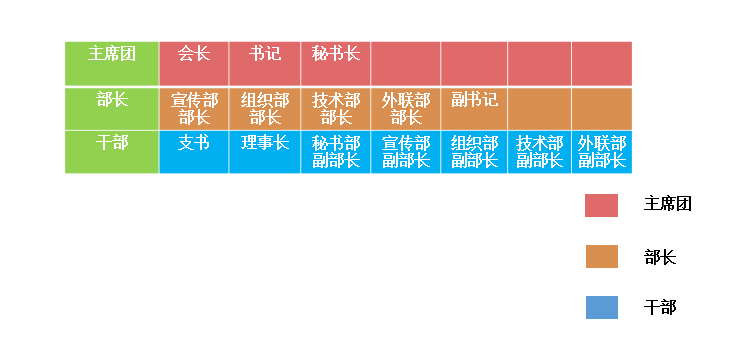 主席团 会长 书记 秘书长
部长 宣传部部长 组织部部长 技术部部长 外联部部长 副书记
干部 支书 理事长 秘书部副部长 宣传部副部长 组织部副部长 技术部副部长 外联部副部长
主席团
部长
干部